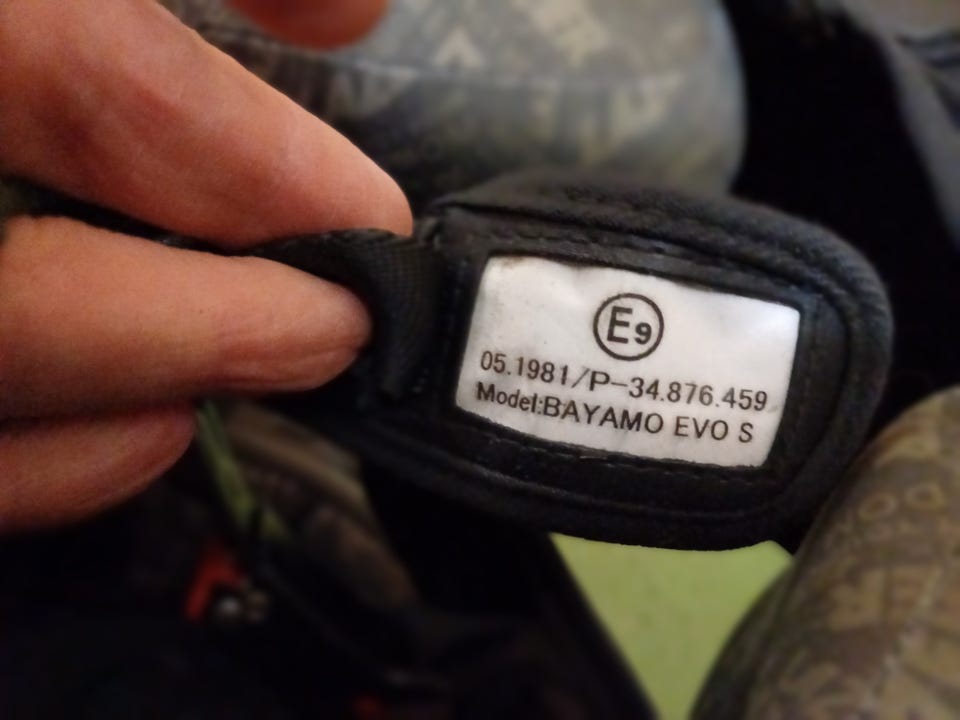 E9
05.1981/P-34.876.459
Model:BAYAMO EVO S